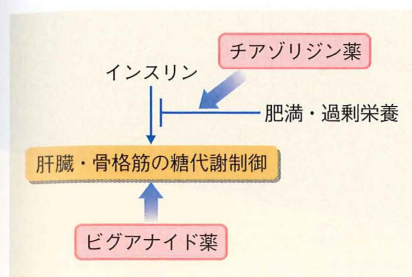 チアゾリジン薬
インスリン
肥満・過剰栄養
肝臓・骨格筋の糖代謝制御
ビグアナイド薬